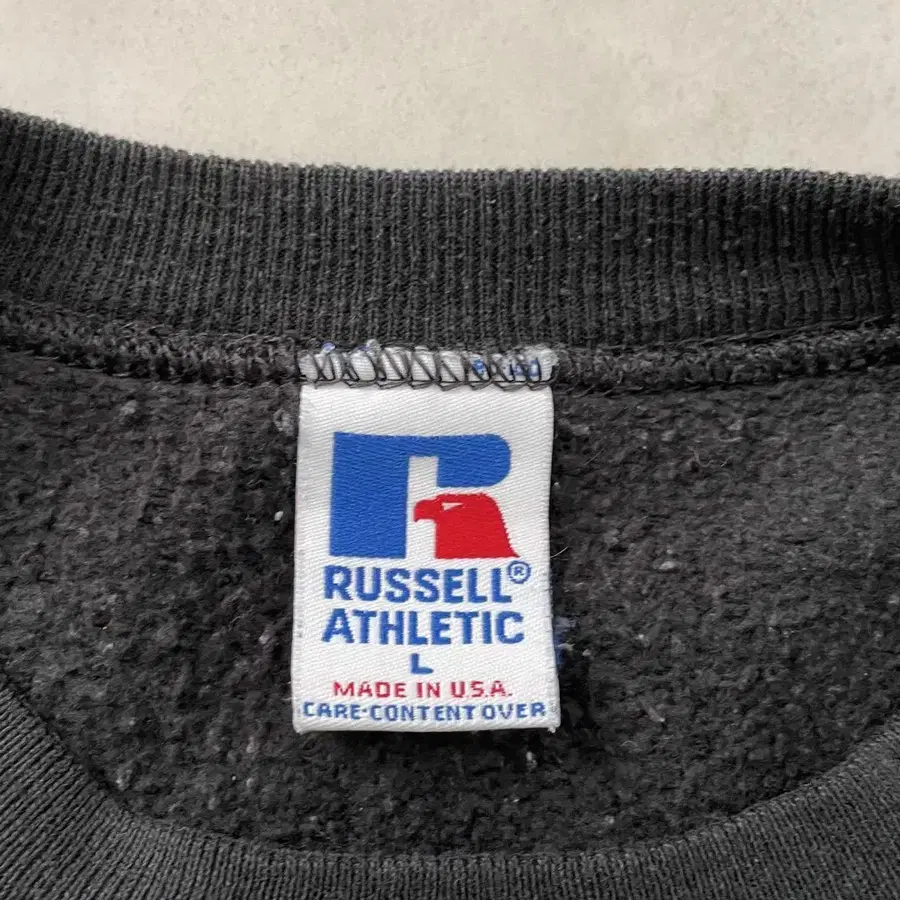 RUSSELL®
ATHLETIC
L
MADE IN U.S.A.
CARE-CONTENT OVER